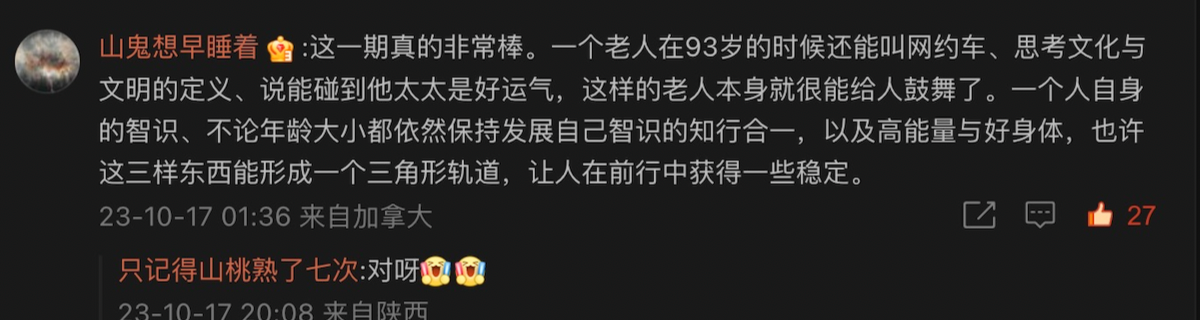 山鬼想早睡着:这一期真的非常棒。一个老人在93岁的时候还能叫网约车、思考文化与
文明的定义、说能碰到他太太是好运气，这样的老人本身就很能给人鼓舞了。一个人自身
的智识、不论年龄大小都依然保持发展自己智识的知行合一，以及高能量与好身体，也许
这三样东西能形成一个三角形轨道，让人在前行中获得一些稳定。
23-10-17 01:36 来自加拿大
27
只记得山桃熟了七次:对呀
23-10-17 20:08 来自陕西